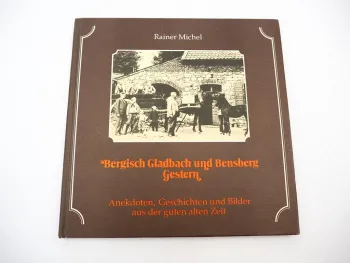 Rainer Michel
Bergisch Gladbach und Bensberg
Gestern
Anekdoten, Geschichten und Bilder
aus der guten alten Zeit